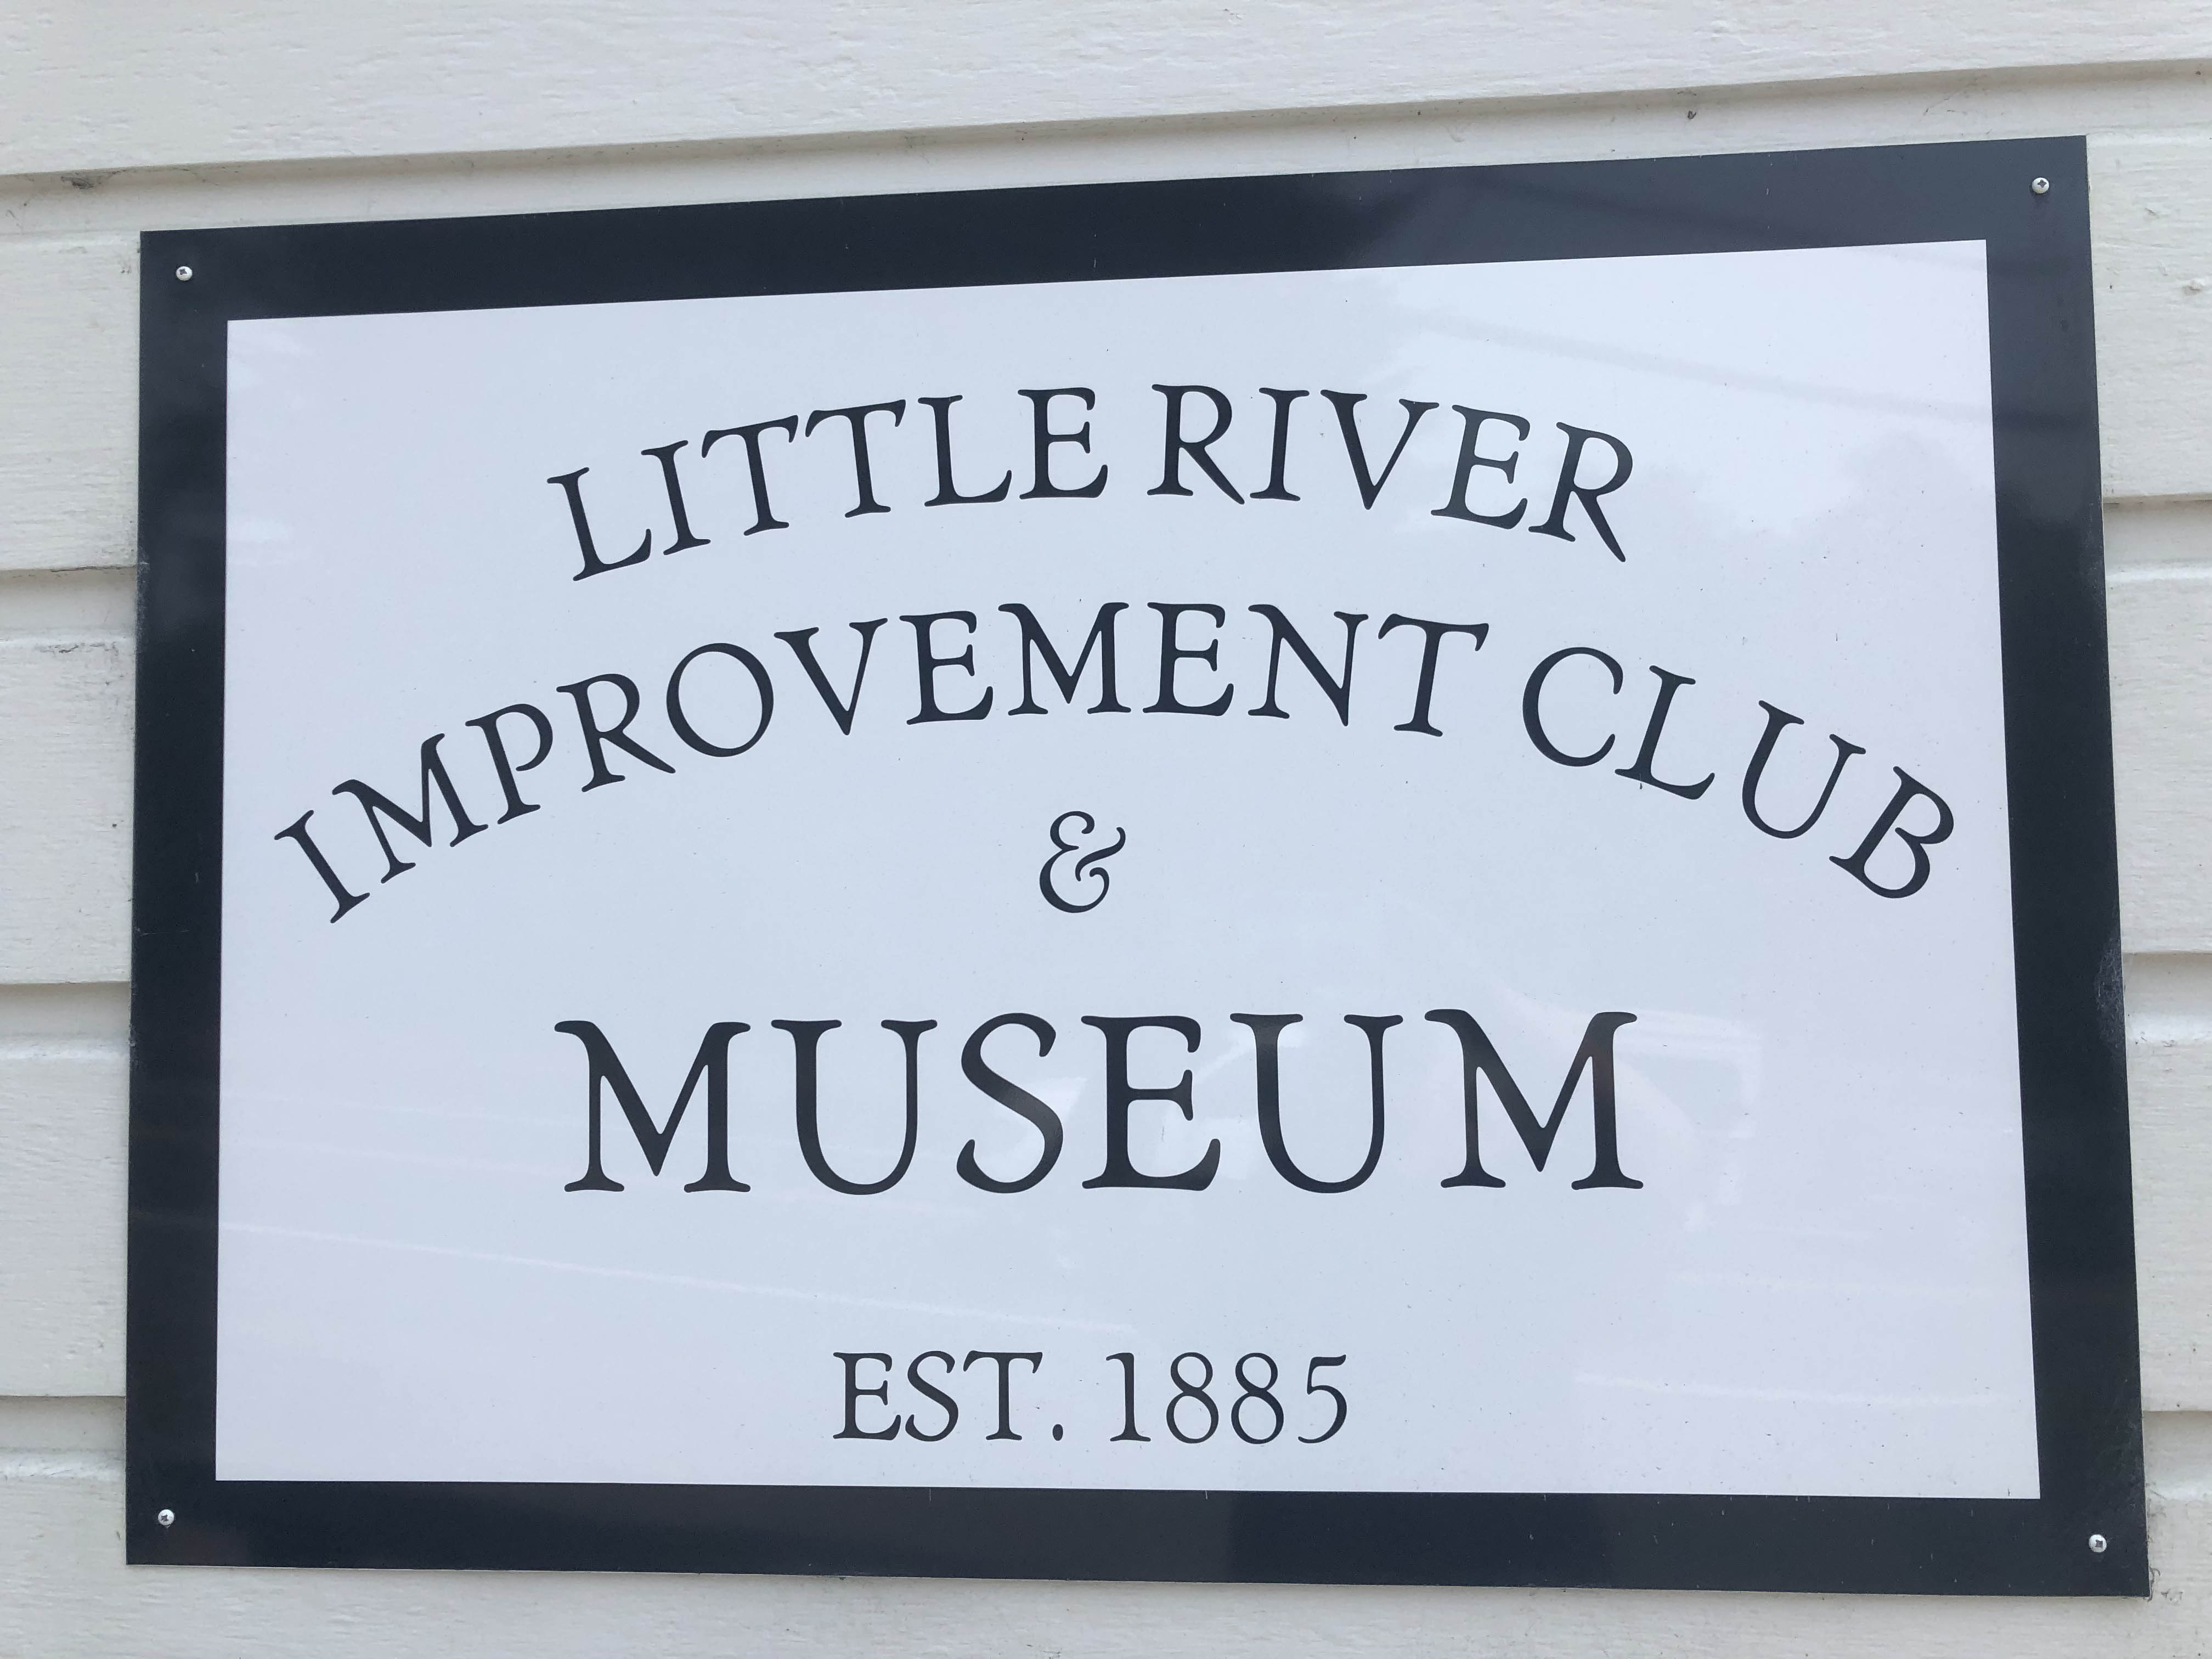 LITTLE RIVER
IMPROVEMENT CLUB
&
MUSEUM
EST. 1885